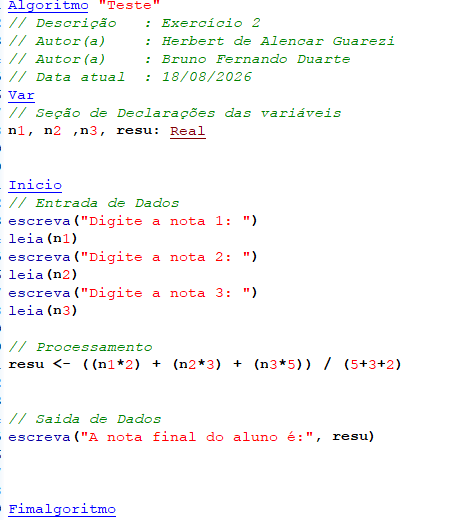 Algoritmo "Teste"
// Descrição   : Exercício 2
// Autor(a)    : Herbert de Alencar Guarezi
// Autor(a)    : Bruno Fernando Duarte
// Data atual  : 18/08/2026
Var
// Seção de Declarações das variáveis
n1, n2 ,n3, resu: Real
Inicio
// Entrada de Dados
escreva("Digite a nota 1: ")
leia(n1)
escreva("Digite a nota 2: ")
leia(n2)
escreva("Digite a nota 3: ")
leia(n3)
// Processamento
resu <- ((n1*2) + (n2*3) + (n3*5)) / (5+3+2)
// Saida de Dados
escreva("A nota final do aluno é:", resu)
Fimalgoritmo